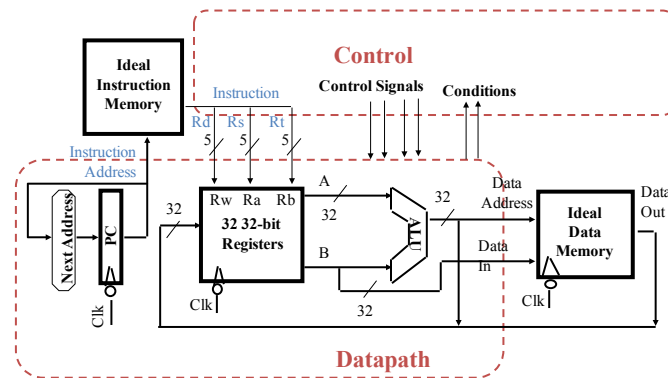 Control
Ideal
Instruction
Memory
Instruction
Control Signals
Conditions
Rd
Rs
Rt
5
5
5
Instruction
Address
Next Address
PC
Clk
32
Rw
Ra
Rb
32 32-bit
Registers
Clk
A
32
B
32
ALU
32
Data
Address
Data
In
Ideal
Data
Memory
Clk
Data
Out
Datapath